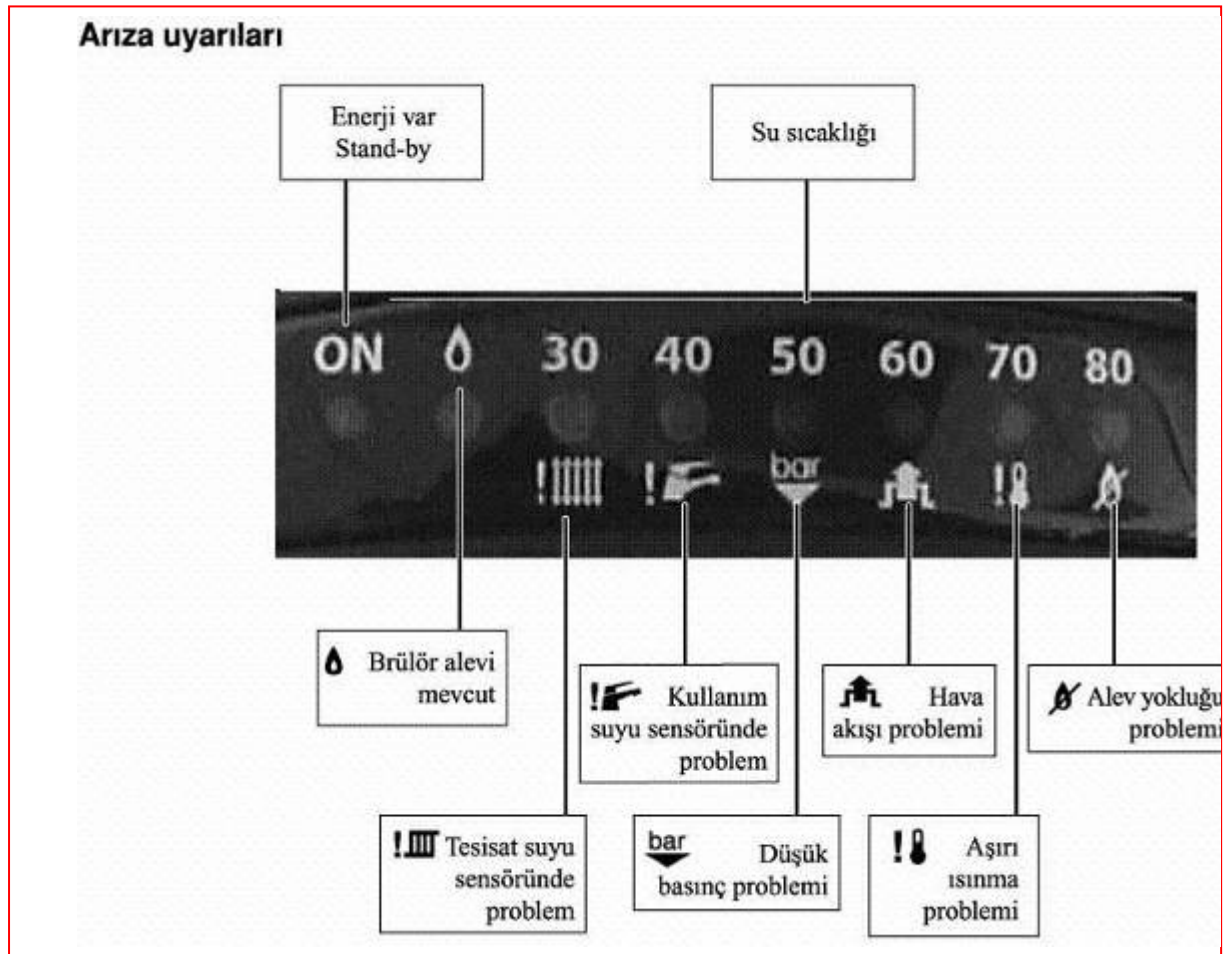 Arıza uyarıları
Enerji var
Stand-by
Su sıcaklığı
ON 30 40 50 60 70 80
! ! bar !
Brülör alevi
mevcut
! Kullanım
suyu sensöründe
problem
Hava
akışı problemi
Alev yokluğu
problemi
! Tesisat suyu
sensöründe
problem
bar Düşük
basınç problemi
! Aşırı
ısınma
problemi